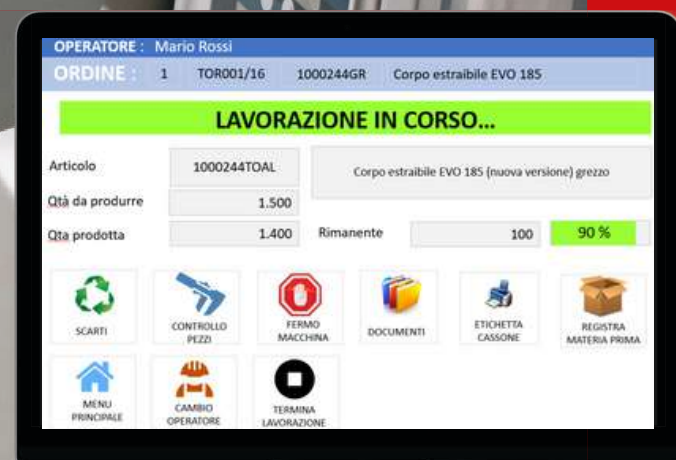 OPERATORE : Mario Rossi
ORDINE : 1 TOR001/16 1000244GR Corpo estraibile EVO 185
LAVORAZIONE IN CORSO...
Articolo 1000244TOAL Corpo estraibile EVO 185 (nuova versione) grezzo
Qtà da produrre 1.500
Qta prodotta 1.400 Rimanente 100 90 %
SCARTI
CONTROLLO
PEZZI
FERMO
MACCHINA
DOCUMENTI
ETICHETTA
CASSONE
REGISTRA
MATERIA PRIMA
MENU
PRINCIPALE
CAMBIO
OPERATORE
TERMINA
LAVORAZIONE